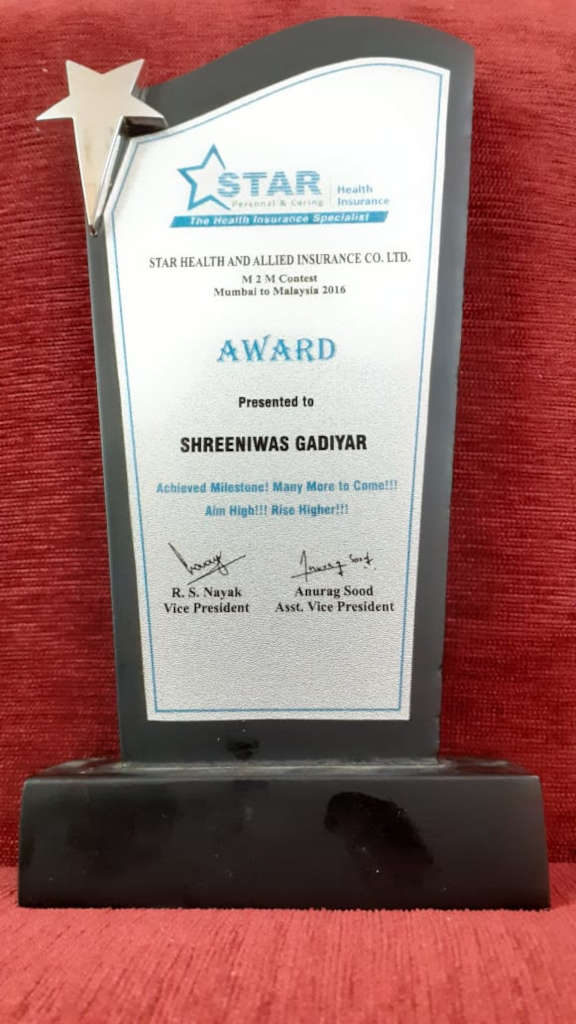 STAR
Personal & Caring
Health
Insurance
The Health Insurance Specialist
STAR HEALTH AND ALLIED INSURANCE CO. LTD.
M 2 M Contest
Mumbai to Malaysia 2016
AWARD
Presented to
SHREENIWAS GADIYAR
Achieved Milestone! Many More to Come!!!
Aim High!!! Rise Higher!!!
Anurag Sood
R. S. Nayak
Vice President
Anurag Sood
Asst. Vice President